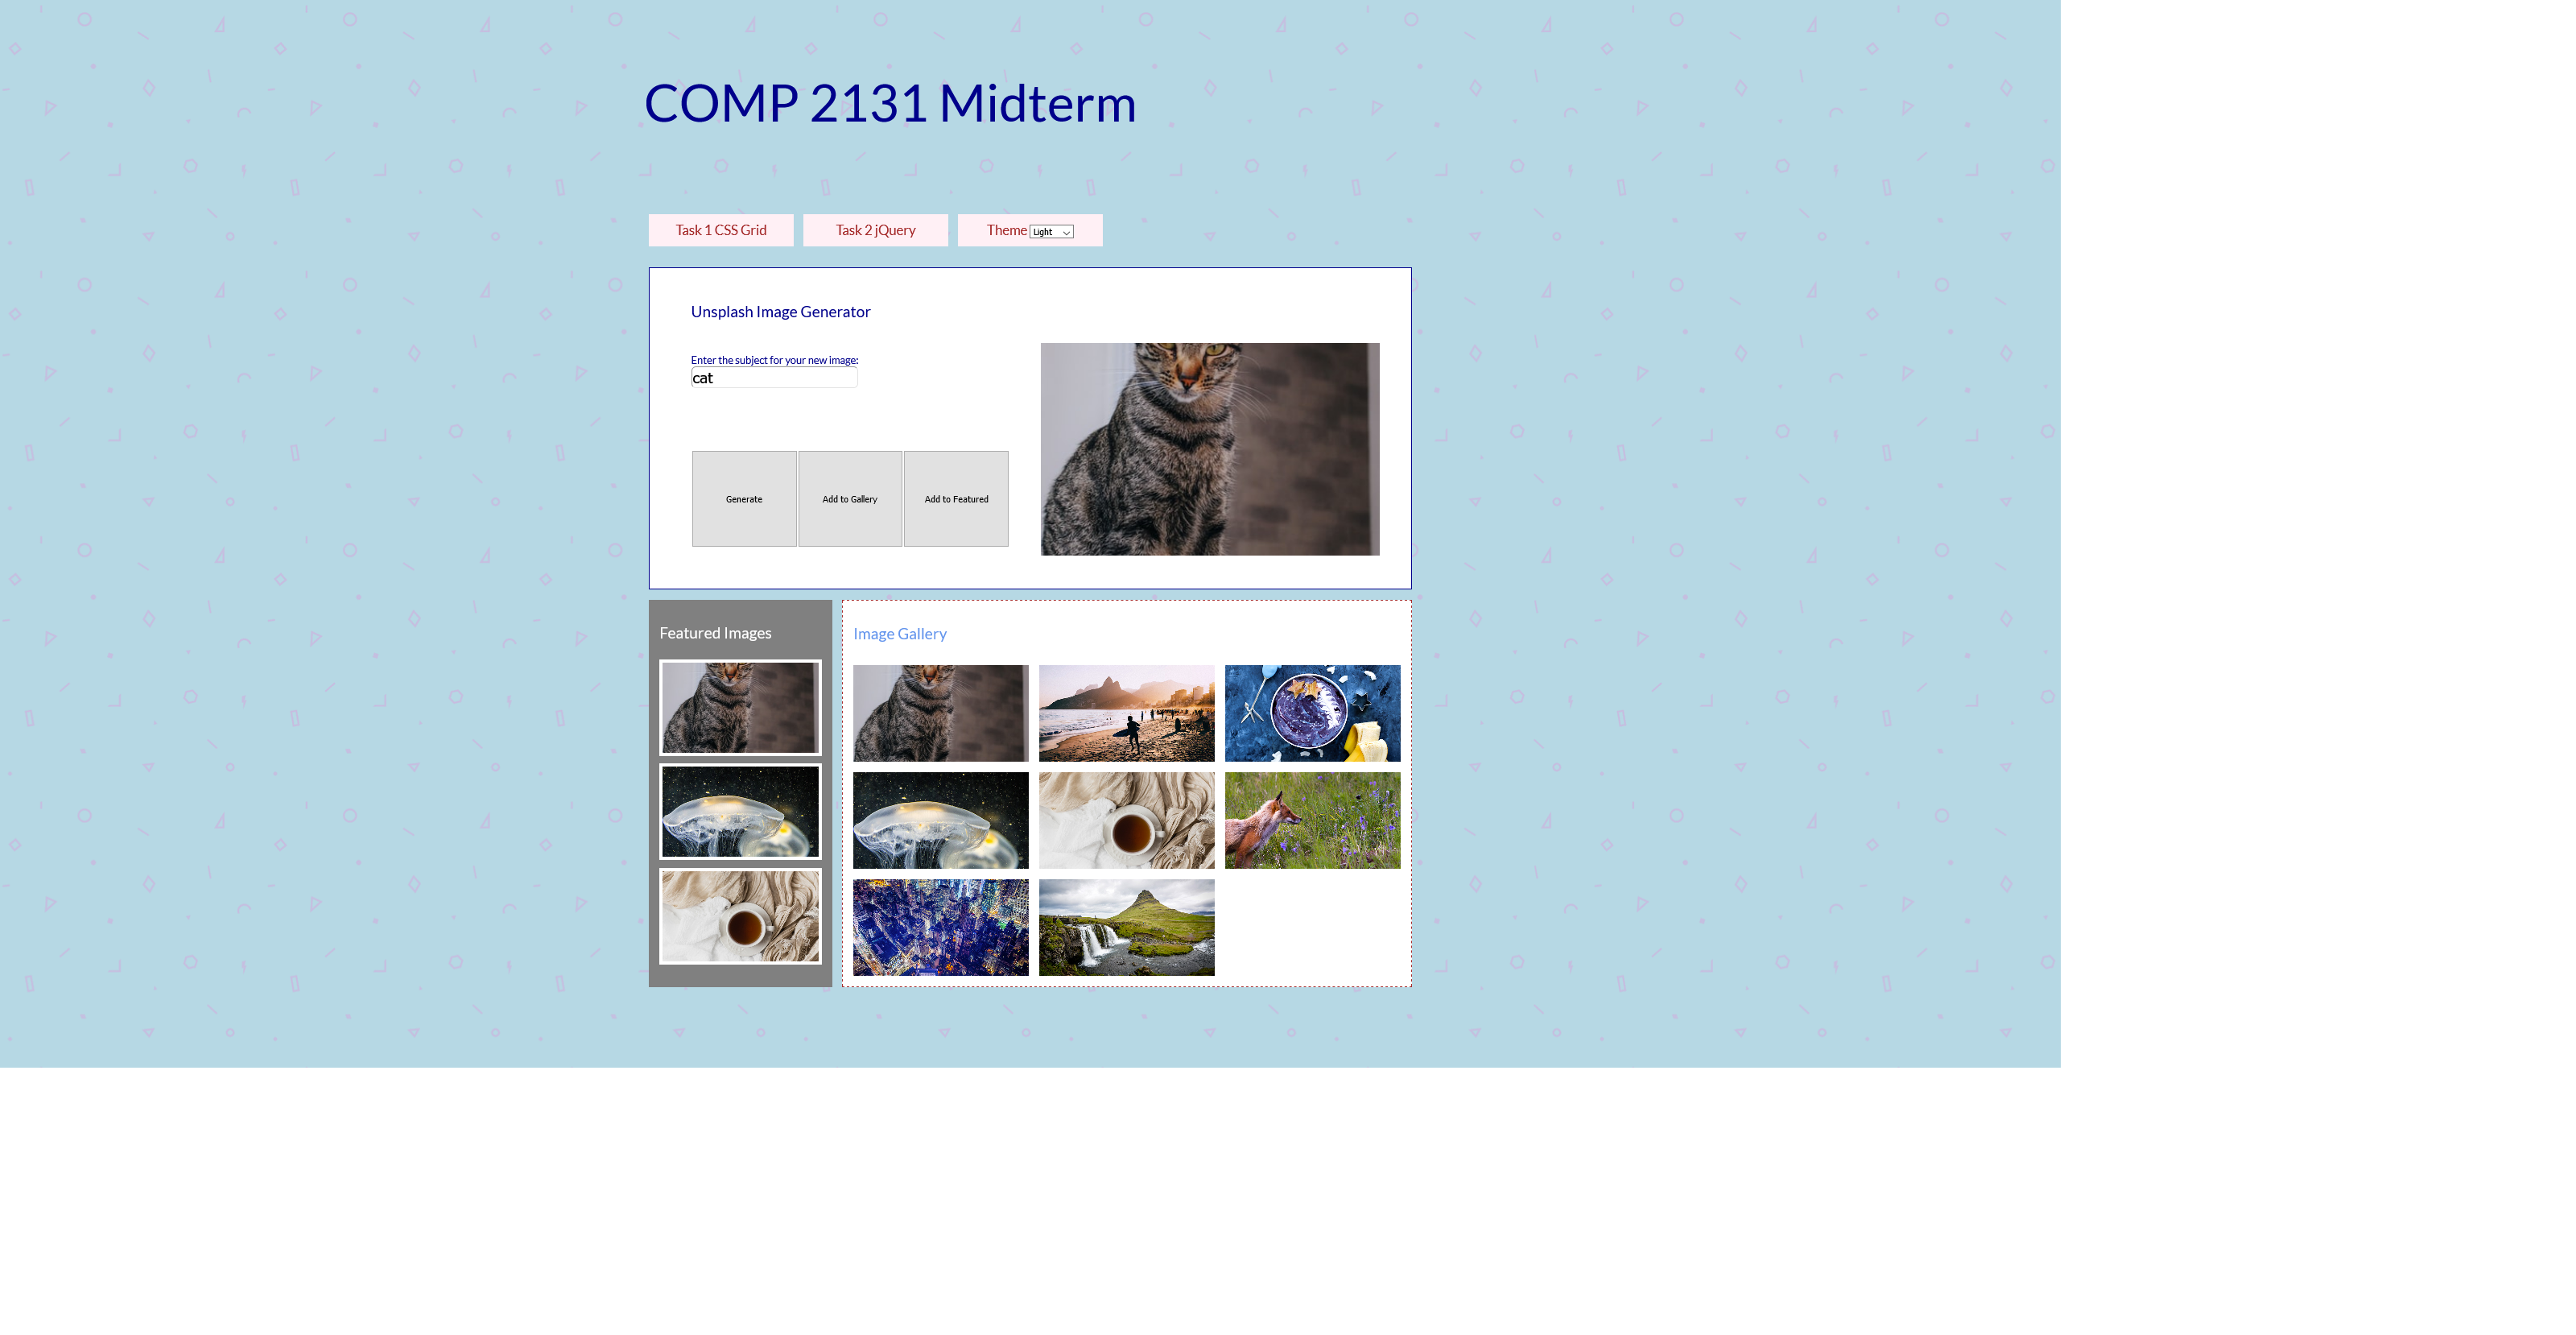 COMP 2131 Midterm
Task 1 CSS Grid
Task 2 jQuery
Theme Light
Unsplash Image Generator
Enter the subject for your new image:
cat
Generate
Add to Gallery
Add to Featured
Featured Images
Image Gallery